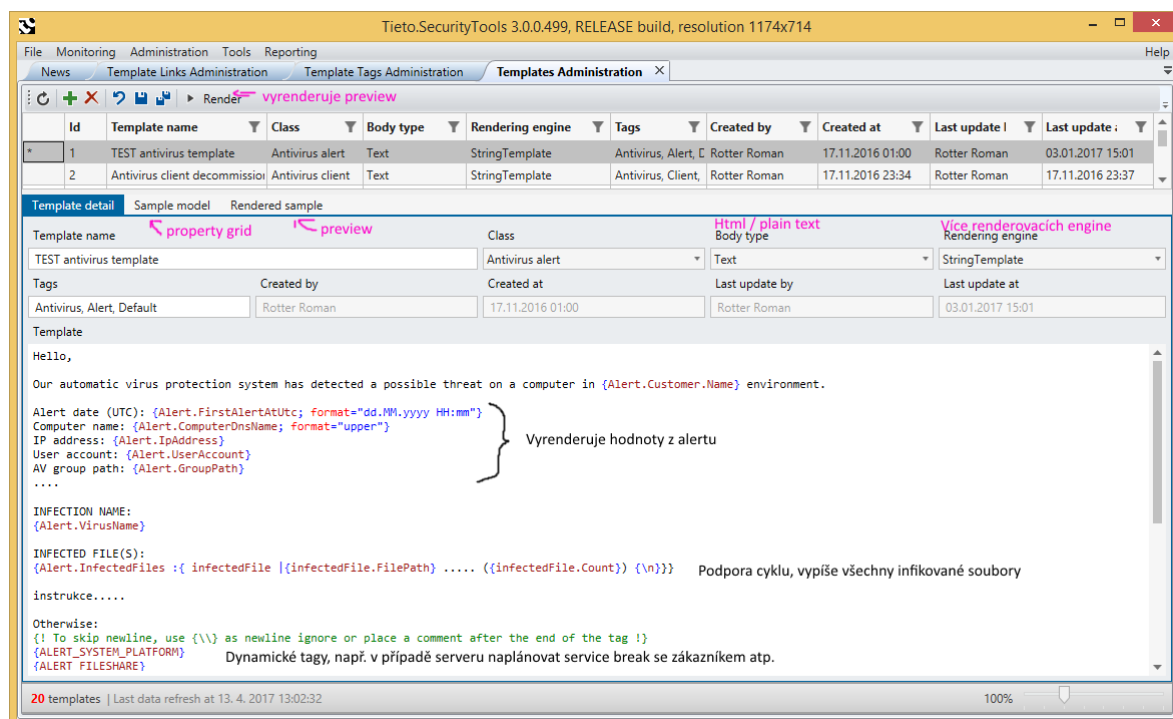 Tieto.SecurityTools 3.0.0.499, RELEASE build, resolution 1174x714
File Monitoring Administration Tools Reporting Help
News Template Links Administration Template Tags Administration Templates Administration
Render vyrenderuje preview
Id Template name Class Body type Rendering engine Tags Created by Created at Last update Last update
* 1 TEST antivirus template Antivirus alert Text StringTemplate Antivirus, Alert, D Rotter Roman 17.11.2016 01:00 Rotter Roman 03.01.2017 15:01
2 Antivirus client decommission Antivirus client Text StringTemplate Antivirus, Client, Rotter Roman 17.11.2016 23:34 Rotter Roman 17.11.2016 23:37
Template detail Sample model Rendered sample
property grid preview Html / plain text Více renderovacích engine
Template name Class Body type Rendering engine
TEST antivirus template Antivirus alert Text StringTemplate
Tags Created by Created at Last update by Last update at
Antivirus, Alert, Default Rotter Roman 17.11.2016 01:00 Rotter Roman 03.01.2017 15:01
Template
Hello,
Our automatic virus protection system has detected a possible threat on a computer in {Alert.Customer.Name} environment.
Alert date (UTC): {Alert.FirstAlertAtUtc; format="dd.MM.yyyy HH:mm"}
Computer name: {Alert.ComputerDnsName; format="upper"}
IP address: {Alert.IpAddress}
Vyrenderuje hodnoty z alertu
User account: {Alert.UserAccount}
AV group path: {Alert.GroupPath}
....
INFECTION NAME:
{Alert.VirusName}
INFECTED FILE(S):
{Alert.InfectedFiles :{ infectedFile |{infectedFile.FilePath} ..... ({infectedFile.Count}) {\n}}}
Podpora cyklu, vypíše všechny infikované soubory
instrukce.....
Otherwise:
{! To skip newline, use {\\} as newline ignore or place a comment after the end of the tag !}
{ALERT_SYSTEM_PLATFORM}
Dynamické tagy, např. v případě serveru naplánovat service break se zákazníkem atp.
{ALERT_FILESHARE}
20 templates | Last data refresh at 13. 4. 2017 13:02:32 100%